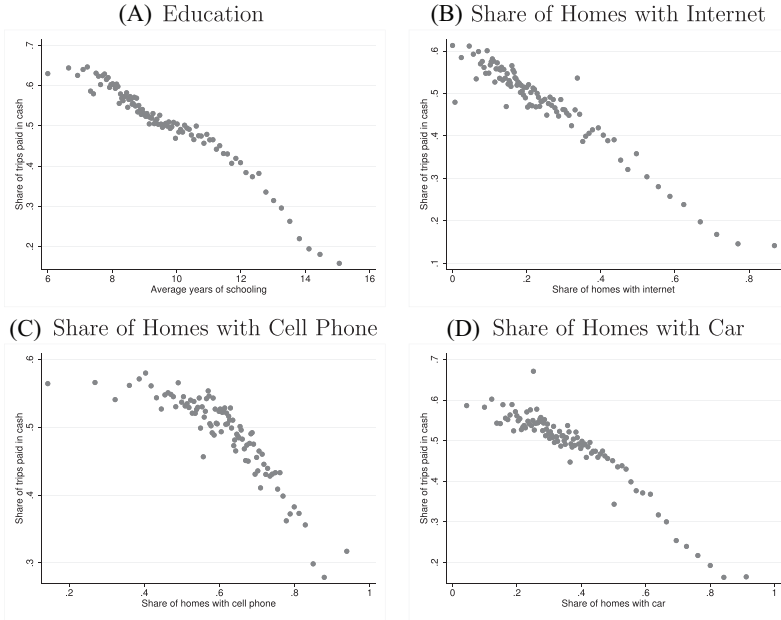 (A) Education
(B) Share of Homes with Internet
Share of trips paid in cash
.7
.6
.5
.4
.3
.2
6 8 10 12 14 16
Average years of schooling
Share of trips paid in cash
.6
.5
.4
.3
.2
.1
0 .2 .4 .6 .8
Share of homes with internet
(C) Share of Homes with Cell Phone
(D) Share of Homes with Car
Share of trips paid in cash
.6
.5
.4
.3
.2 .4 .6 .8 1
Share of homes with cell phone
Share of trips paid in cash
.7
.6
.5
.4
.3
.2
0 .2 .4 .6 .8 1
Share of homes with car